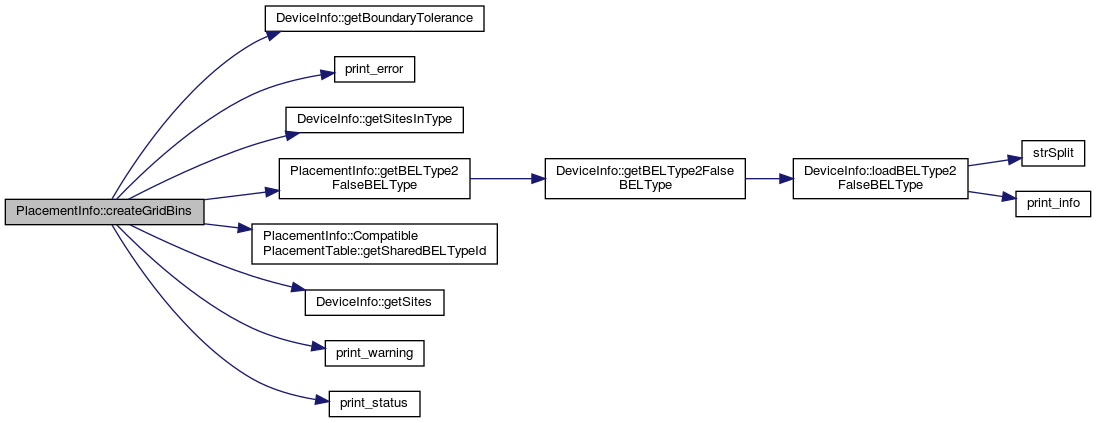 PlacementInfo::createGridBins
DeviceInfo::getBoundaryTolerance
print_error
DeviceInfo::getSitesInType
PlacementInfo::getBELType2
FalseBELType
PlacementInfo::Compatible
PlacementTable::getSharedBELTypeId
DeviceInfo::getSites
print_warning
print_status
DeviceInfo::getBELType2False
BELType
DeviceInfo::loadBELType2
FalseBELType
strSplit
print_info